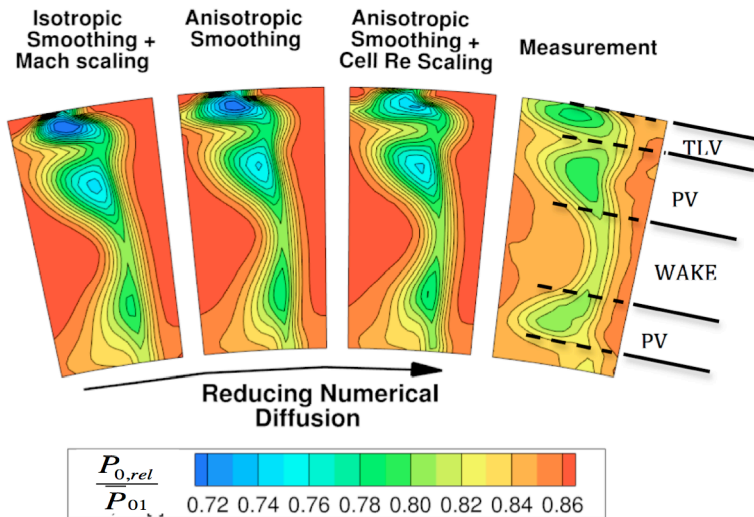 Isotropic
Smoothing +
Mach scaling
Anisotropic
Smoothing
Anisotropic
Smoothing +
Cell Re Scaling
Measurement
TLV
PV
WAKE
PV
Reducing Numerical
Diffusion
P0,rel
P01
0.72 0.74 0.76 0.78 0.80 0.82 0.84 0.86